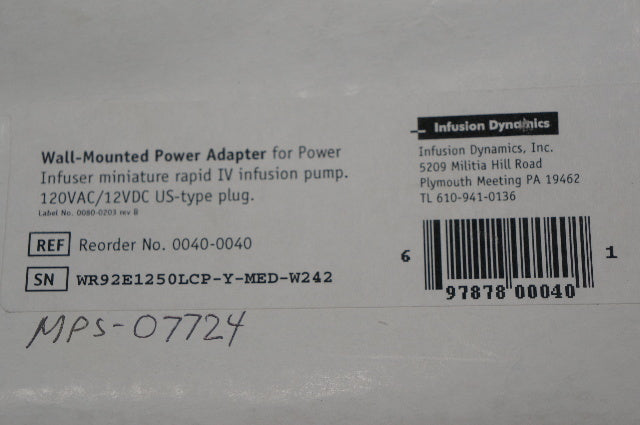 Infusion Dynamics
Wall-Mounted Power Adapter for Power
Infuser miniature rapid IV infusion pump.
120VAC/12VDC US-type plug.
Label No. 0080-0203 rev B
Infusion Dynamics, Inc.
5209 Militia Hill Road
Plymouth Meeting PA 19462
TL 610-941-0136
REF Reorder No. 0040-0040
SN WR92E1250LCP-Y-MED-W242
6 97878 00040 1
MPS-07724